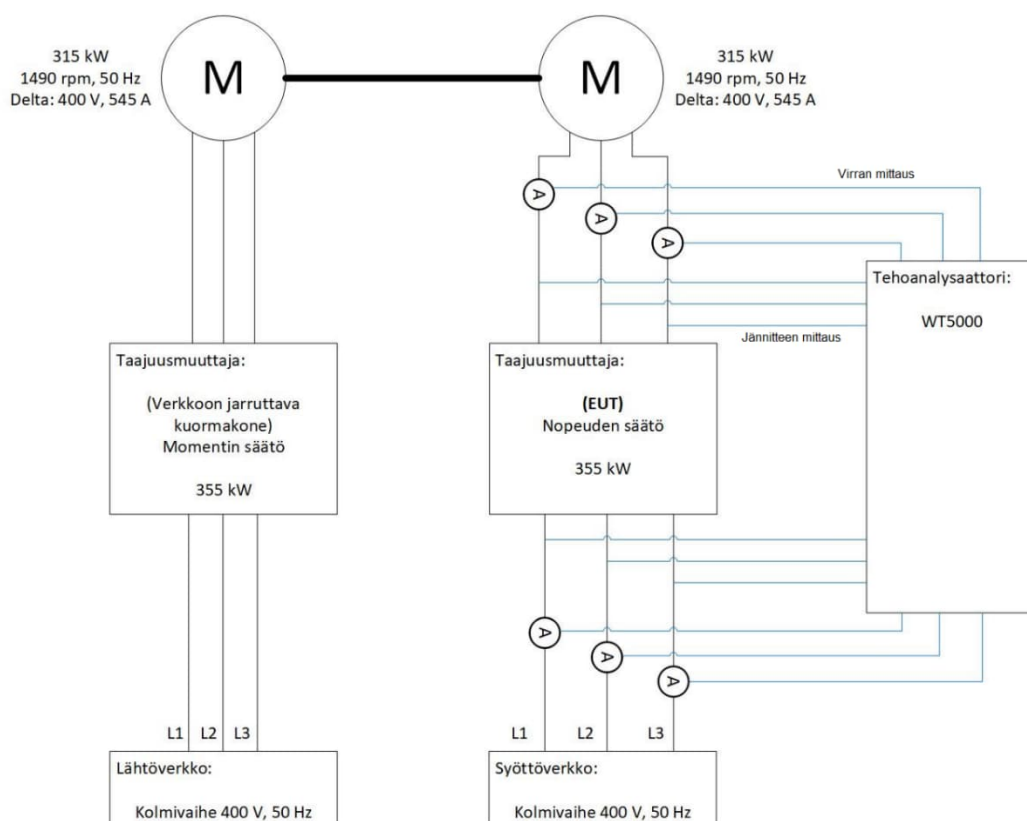 315 kW
1490 rpm, 50 Hz
Delta: 400 V, 545 A
M
M
315 kW
1490 rpm, 50 Hz
Delta: 400 V, 545 A
Virran mittaus
A
A
A
Tehoanalysaattori:
WT5000
Jännitteen mittaus
Taajuusmuuttaja:
(Verkkoon jarruttava
kuormakone)
Momentin säätö
355 kW
Taajuusmuuttaja:
(EUT)
Nopeuden säätö
355 kW
A
A
A
L1 L2 L3
L1 L2 L3
Lähtöverkko:
Kolmivaihe 400 V, 50 Hz
Syöttöverkko:
Kolmivaihe 400 V, 50 Hz